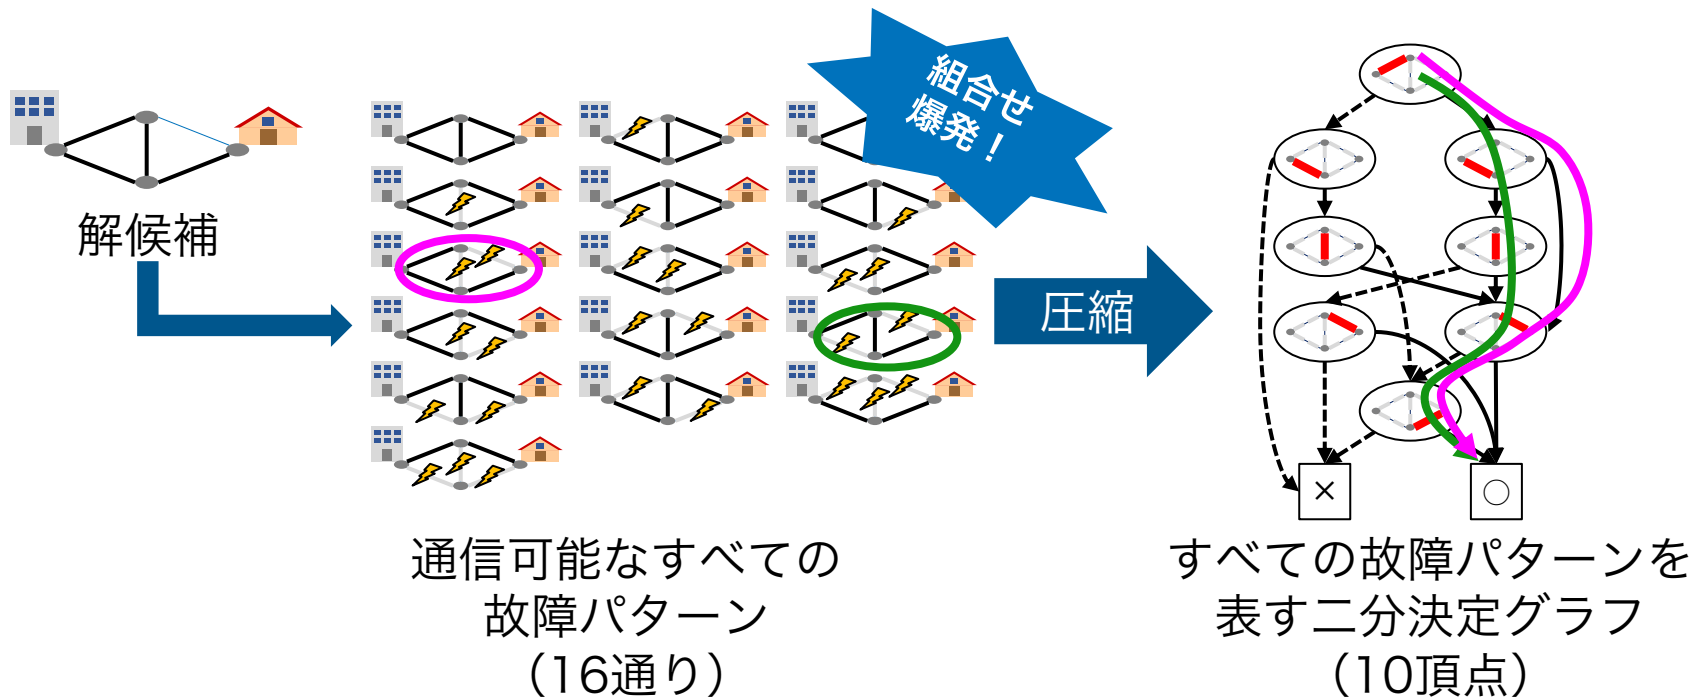 解候補
組合せ
爆発！
圧縮
×
○
通信可能なすべての
故障パターン
（16通り）
すべての故障パターンを
表す二分決定グラフ
（10頂点）